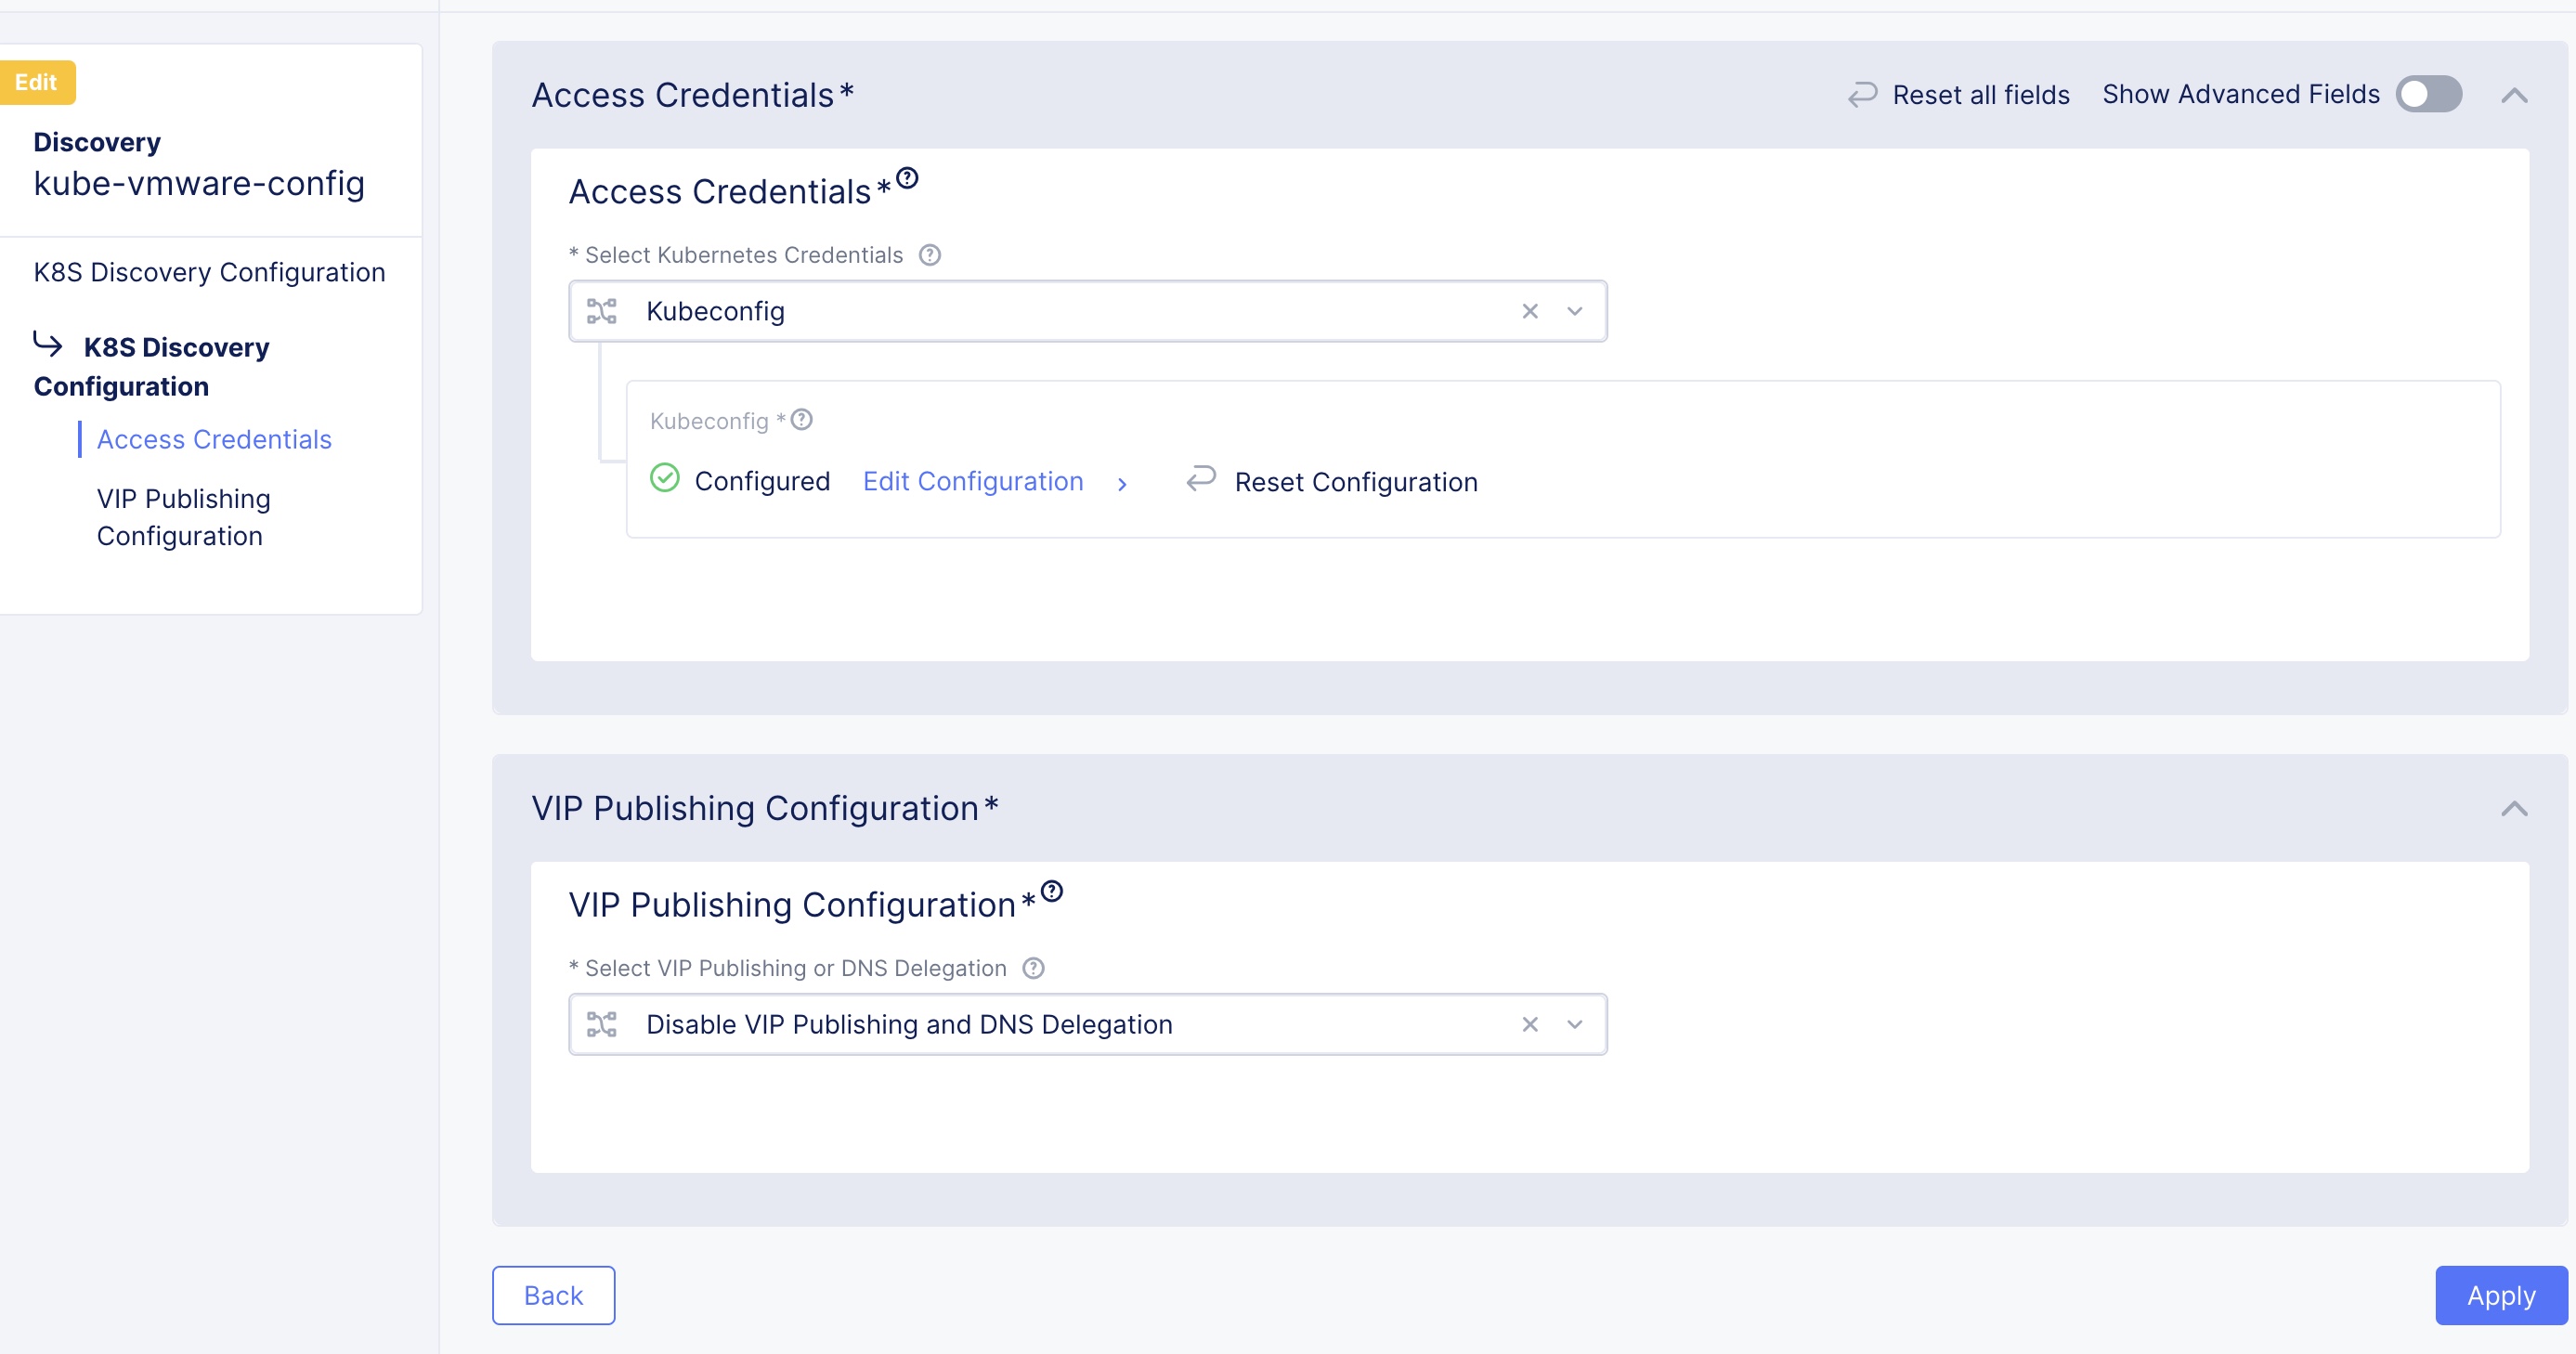 Edit
Discovery
kube-vmware-config
K8S Discovery Configuration
K8S Discovery
Configuration
Access Credentials
VIP Publishing
Configuration
Access Credentials*
Reset all fields
Show Advanced Fields
Access Credentials*
* Select Kubernetes Credentials
Kubeconfig
Kubeconfig *
Configured Edit Configuration Reset Configuration
VIP Publishing Configuration*
VIP Publishing Configuration*
* Select VIP Publishing or DNS Delegation
Disable VIP Publishing and DNS Delegation
Back
Apply